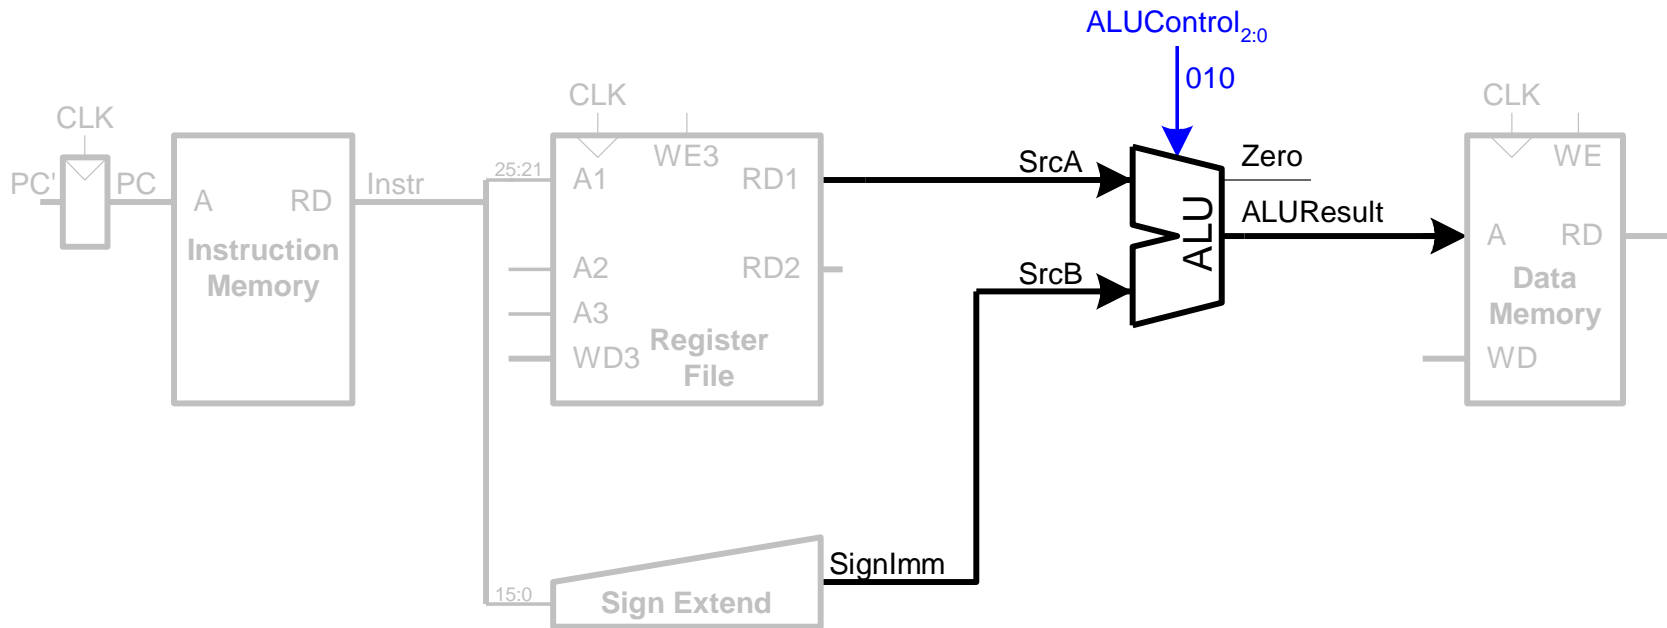 ALUControl2:0
010
CLK
CLK
CLK
PC'
PC
A
RD
Instruction
Memory
Instr
25:21
A1
WE3
RD1
A2
RD2
A3
WD3
Register
File
SrcA
SrcB
ALU
Zero
ALUResult
WE
A
RD
Data
Memory
WD
15:0
Sign Extend
SignImm